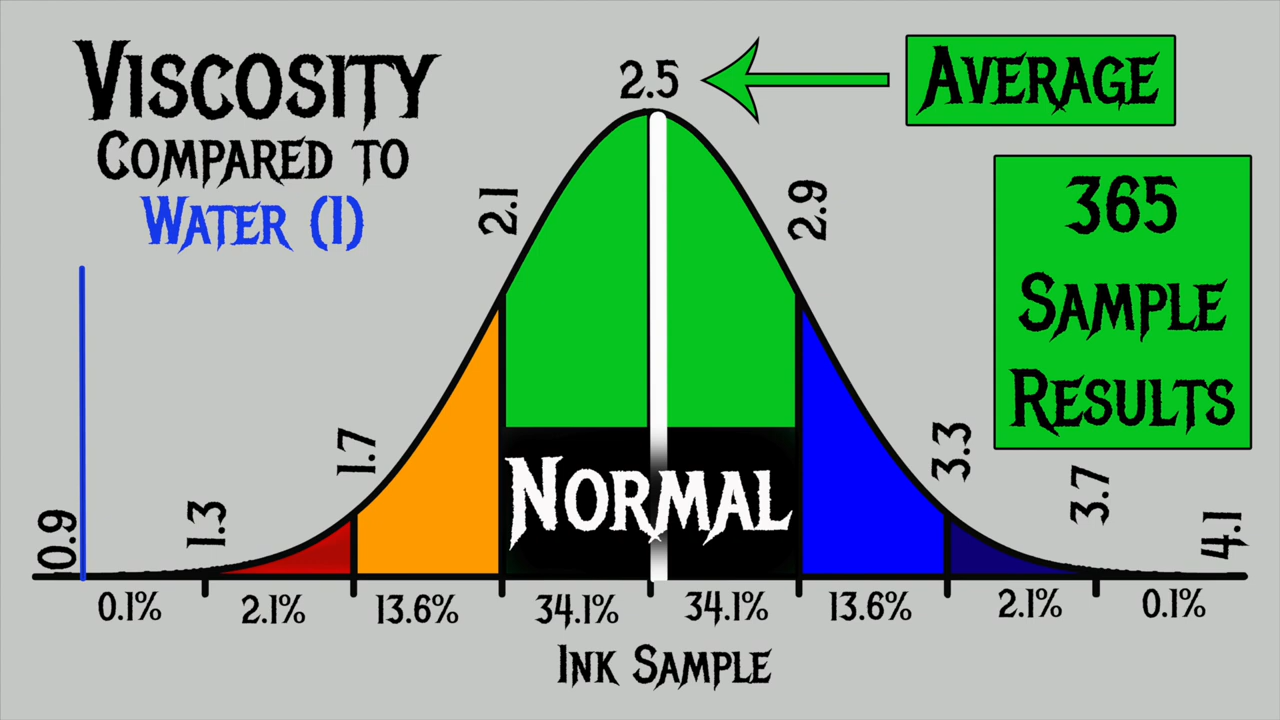 Viscosity
Compared to
Water (1)
2.5
Average
365
Sample
Results
2.1
2.9
1.7
3.3
0.9
1.3
3.7
4.1
Normal
0.1%
2.1%
13.6%
34.1%
34.1%
13.6%
2.1%
0.1%
Ink Sample